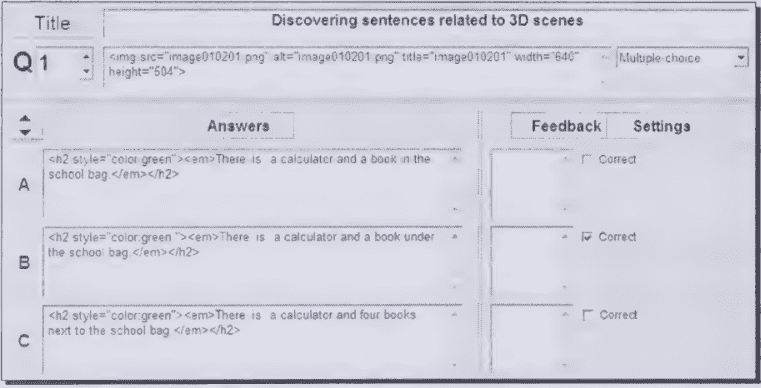 Title
Discovering sentences related to 3D scenes
Q 1
<img src="image010201.png" alt="image010201.png" title="image010201" width="640"
height="504">
Multiple-choice
Answers
Feedback
Settings
A
<h2 style="color:green"><em>There is a calculator and a book in the
school bag.</em></h2>
Correct
B
<h2 style="color:green "><em>There is a calculator and a book under
the school bag.</em></h2>
Correct
C
<h2 style="color:green"><em>There is a calculator and four books
next to the school bag.</em></h2>
Correct